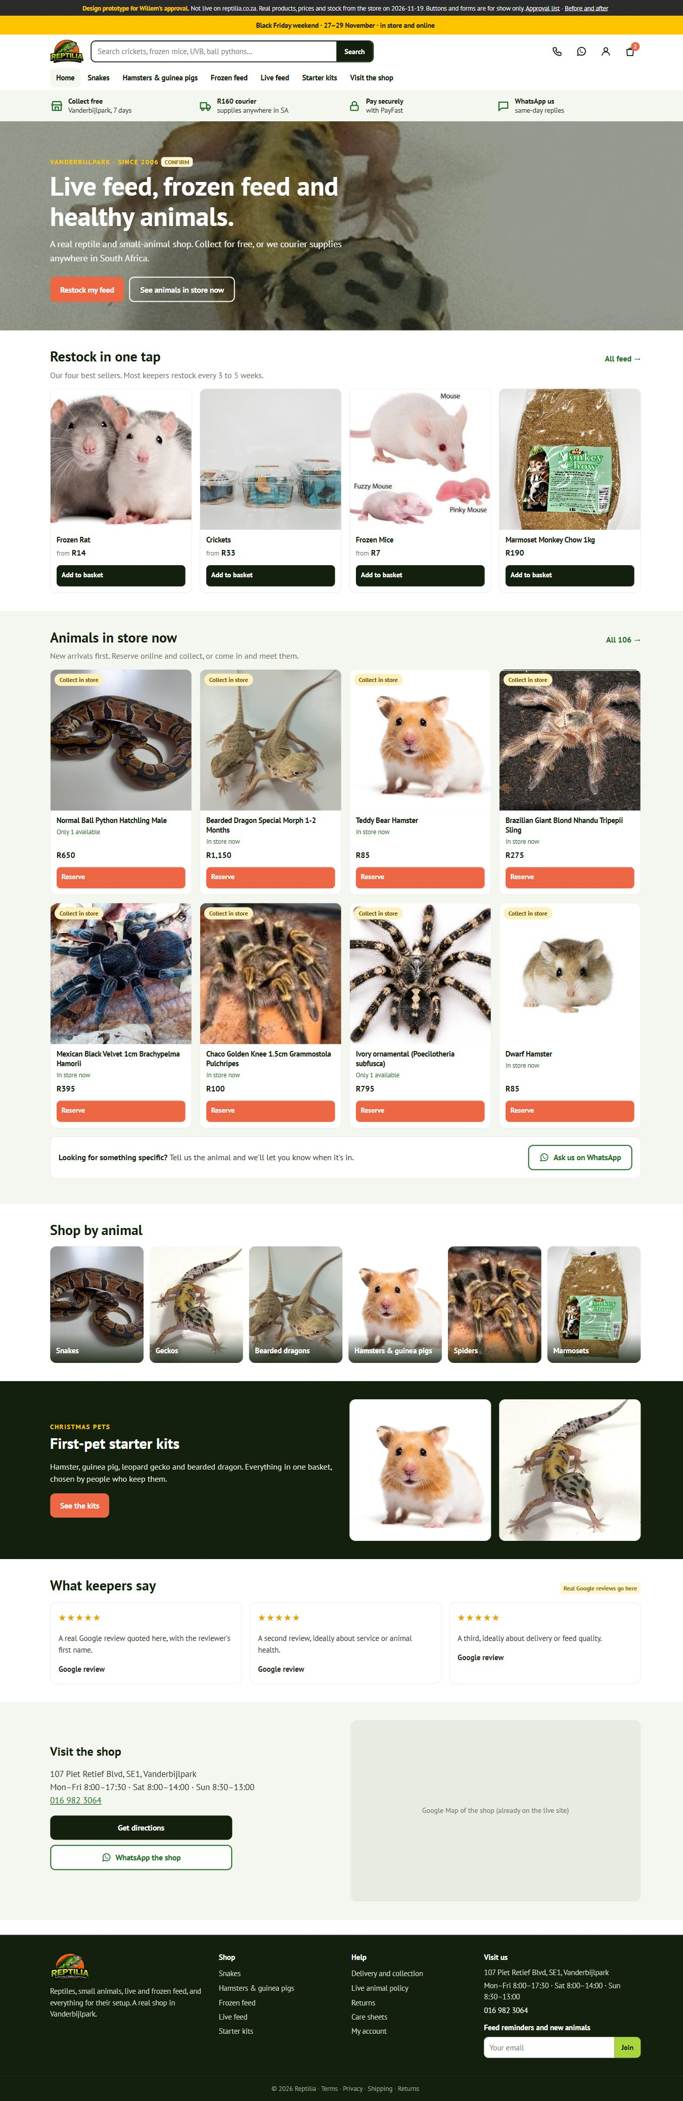 Design prototype for Willem's approval. Not live on reptilia.co.za. Real products, prices and stock from the store on 2026-11-19. Buttons and forms are for show only. Approval list · Before and after
Black Friday weekend · 27–29 November · in store and online
REPTILIA
Search crickets, frozen mice, UVB, ball pythons...
Search
Home
Snakes
Hamsters & guinea pigs
Frozen feed
Live feed
Starter kits
Visit the shop
Collect free
Vanderbijlpark, 7 days
R160 courier
supplies anywhere in SA
Pay securely
with PayFast
WhatsApp us
same-day replies
VANDERBIJLPARK · SINCE 2006 CONFIRM
Live feed, frozen feed and
healthy animals.
A real reptile and small-animal shop. Collect for free, or we courier supplies
anywhere in South Africa.
Restock my feed
See animals in store now
Restock in one tap
All feed →
Our four best sellers. Most keepers restock every 3 to 5 weeks.
Mouse
Fuzzy Mouse
Pinky Mouse
Monkey
Chow
Frozen Rat
from R14
Add to basket
Crickets
from R33
Add to basket
Frozen Mice
from R7
Add to basket
Marmoset Monkey Chow 1kg
R190
Add to basket
Animals in store now
All 106 →
New arrivals first. Reserve online and collect, or come in and meet them.
Collect in store
Normal Ball Python Hatchling Male
Only 1 available
R650
Reserve
Collect in store
Bearded Dragon Special Morph 1-2
Months
In store now
R1,150
Reserve
Collect in store
Teddy Bear Hamster
In store now
R85
Reserve
Collect in store
Brazilian Giant Blond Nhandu Tripepii
Sling
In store now
R275
Reserve
Collect in store
Mexican Black Velvet 1cm Brachypelma
Hamorii
In store now
R395
Reserve
Collect in store
Chaco Golden Knee 1.5cm Grammostola
Pulchripes
In store now
R100
Reserve
Collect in store
Ivory ornamental (Poecilotheria
subfusca)
Only 1 available
R795
Reserve
Collect in store
Dwarf Hamster
In store now
R85
Reserve
Looking for something specific? Tell us the animal and we'll let you know when it's in.
Ask us on WhatsApp
Shop by animal
Snakes
Geckos
Bearded dragons
Hamsters & guinea pigs
Spiders
Marmosets
CHRISTMAS PETS
First-pet starter kits
Hamster, guinea pig, leopard gecko and bearded dragon. Everything in one basket,
chosen by people who keep them.
See the kits
What keepers say
Real Google reviews go here
★★★★★
A real Google review quoted here, with the reviewer's
first name.
Google review
★★★★★
A second review, ideally about service or animal
health.
Google review
★★★★★
A third, ideally about delivery or feed quality.
Google review
Visit the shop
107 Piet Retief Blvd, SE1, Vanderbijlpark
Mon–Fri 8:00–17:30 · Sat 8:00–14:00 · Sun 8:30–13:00
016 982 3064
Get directions
WhatsApp the shop
Google Map of the shop (already on the live site)
REPTILIA
Reptiles, small animals, live and frozen feed, and
everything for their setup. A real shop in
Vanderbijlpark.
Shop
Snakes
Hamsters & guinea pigs
Frozen feed
Live feed
Starter kits
Help
Delivery and collection
Live animal policy
Returns
Care sheets
My account
Visit us
107 Piet Retief Blvd, SE1, Vanderbijlpark
Mon–Fri 8:00–17:30 · Sat 8:00–14:00 · Sun
8:30–13:00
016 982 3064
Feed reminders and new animals
Your email
Join
© 2026 Reptilia · Terms · Privacy · Shipping · Returns